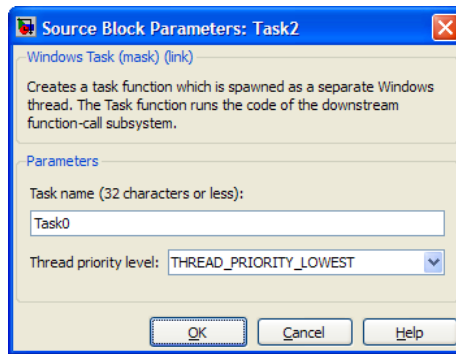 Source Block Parameters: Task2
Windows Task (mask) (link)
Creates a task function which is spawned as a separate Windows
thread. The Task function runs the code of the downstream
function-call subsystem.
Parameters
Task name (32 characters or less):
Task0
Thread priority level: THREAD_PRIORITY_LOWEST
OK Cancel Help